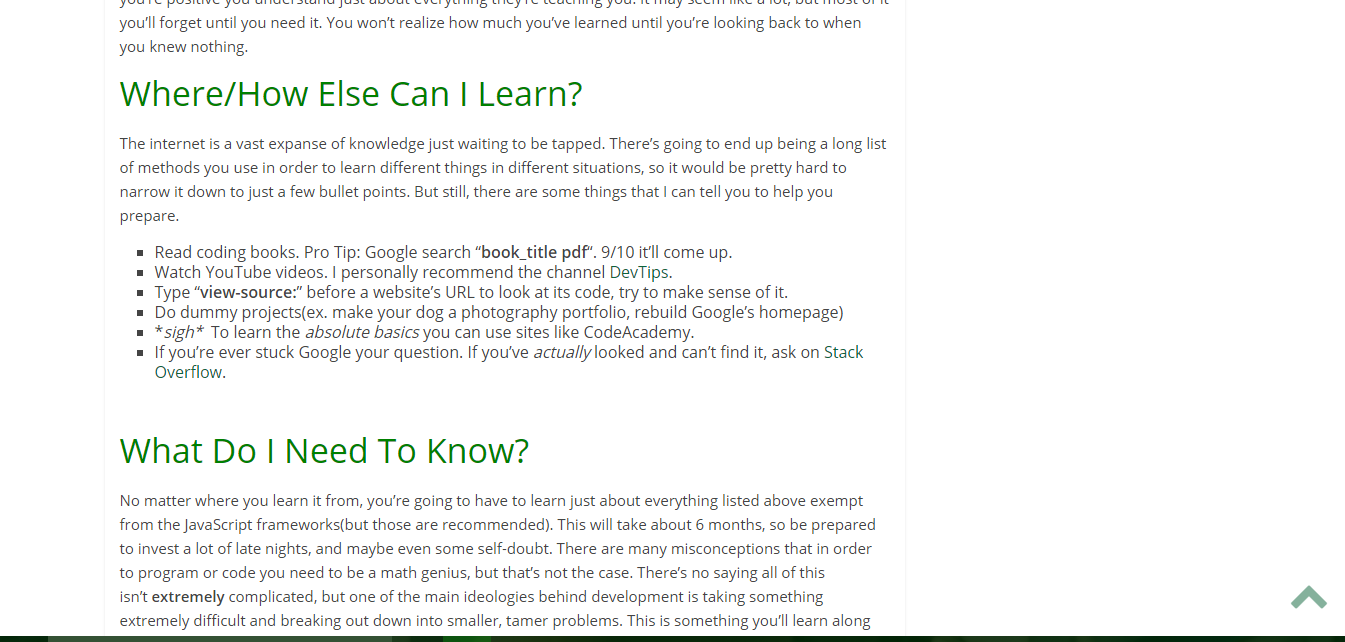 you'll forget until you need it. You won’t realize how much you’ve learned until you’re looking back to when
you knew nothing.
Where/How Else Can I Learn?
The internet is a vast expanse of knowledge just waiting to be tapped. There’s going to end up being a long list
of methods you use in order to learn different things in different situations, so it would be pretty hard to
narrow it down to just a few bullet points. But still, there are some things that I can tell you to help you
prepare.
Read coding books. Pro Tip: Google search “book_title pdf“. 9/10 it’ll come up.
Watch YouTube videos. I personally recommend the channel DevTips.
Type “view-source:” before a website’s URL to look at its code, try to make sense of it.
Do dummy projects(ex. make your dog a photography portfolio, rebuild Google’s homepage)
*sigh* To learn the absolute basics you can use sites like CodeAcademy.
If you’re ever stuck Google your question. If you’ve actually looked and can’t find it, ask on Stack
Overflow.
What Do I Need To Know?
No matter where you learn it from, you’re going to have to learn just about everything listed above exempt
from the JavaScript frameworks(but those are recommended). This will take about 6 months, so be prepared
to invest a lot of late nights, and maybe even some self-doubt. There are many misconceptions that in order
to program or code you need to be a math genius, but that’s not the case. There’s no saying all of this
isn’t extremely complicated, but one of the main ideologies behind development is taking something
extremely difficult and breaking out down into smaller, tamer problems. This is something you’ll learn along